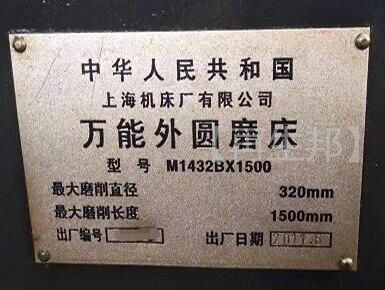 中华人民共和国
上海机床厂有限公司
万能外圆磨床
型号 M1432BX1500
最大磨削直径 320mm
最大磨削长度 1500mm
出厂编号
出厂日期